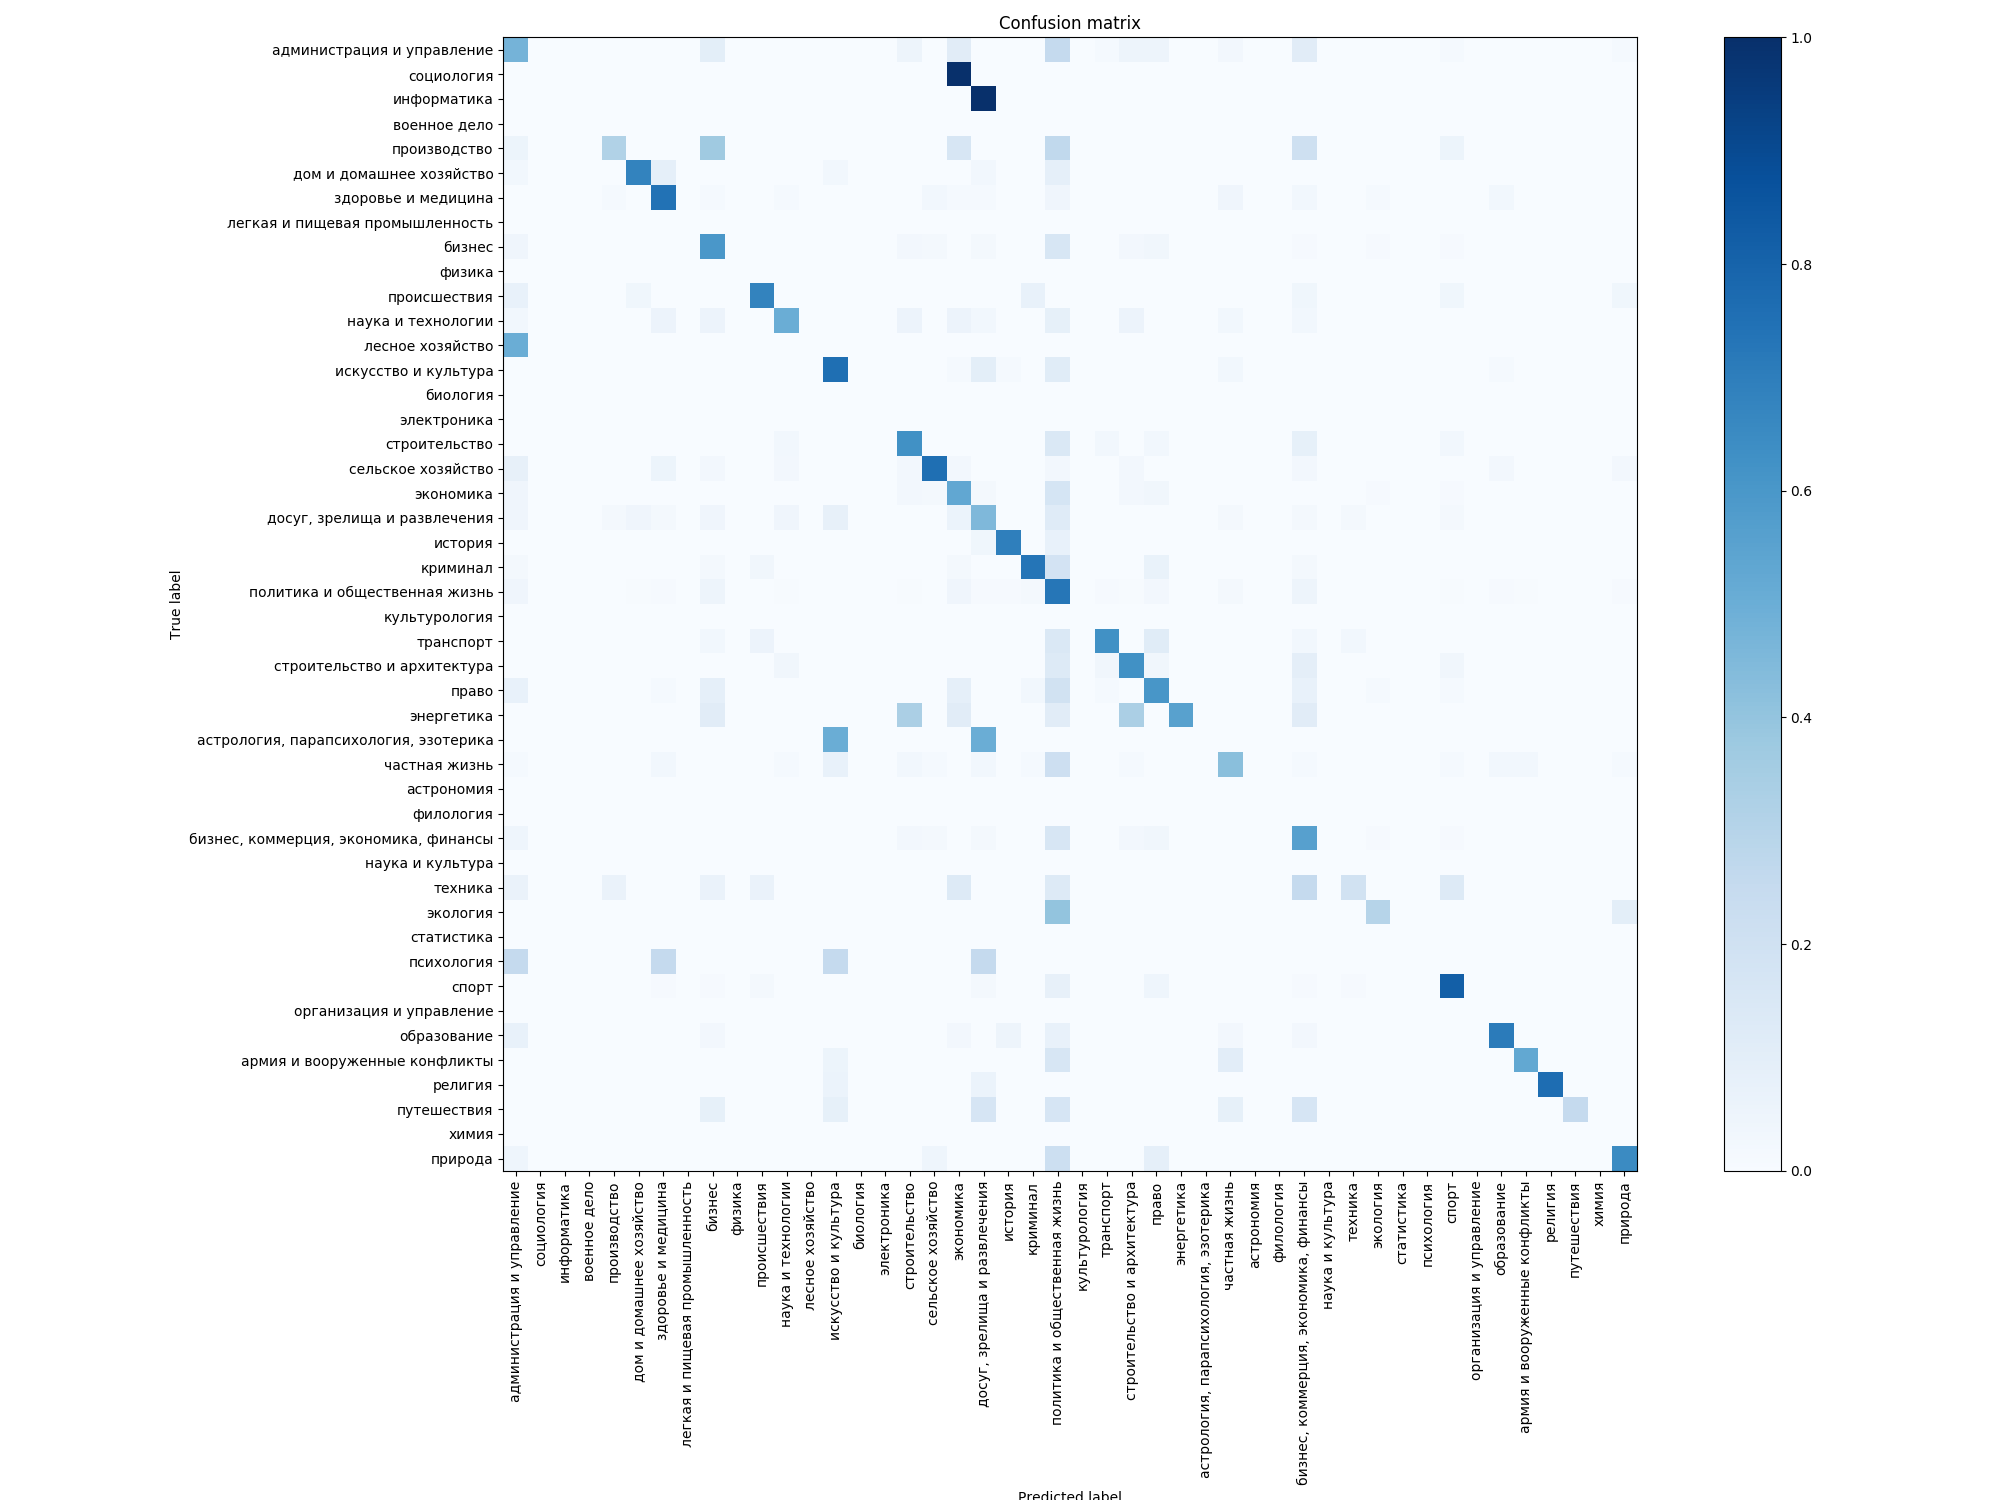 Confusion matrix
администрация и управление
социология
информатика
военное дело
производство
дом и домашнее хозяйство
здоровье и медицина
легкая и пищевая промышленность
бизнес
физика
происшествия
наука и технологии
лесное хозяйство
искусство и культура
биология
электроника
строительство
сельское хозяйство
экономика
досуг, зрелища и развлечения
история
криминал
политика и общественная жизнь
культурология
транспорт
строительство и архитектура
право
энергетика
астрология, парапсихология, эзотерика
частная жизнь
астрономия
филология
бизнес, коммерция, экономика, финансы
наука и культура
техника
экология
статистика
психология
спорт
организация и управление
образование
армия и вооруженные конфликты
религия
путешествия
химия
природа
True label
администрация и управление
социология
информатика
военное дело
производство
дом и домашнее хозяйство
здоровье и медицина
легкая и пищевая промышленность
бизнес
физика
происшествия
наука и технологии
лесное хозяйство
искусство и культура
биология
электроника
строительство
сельское хозяйство
экономика
досуг, зрелища и развлечения
история
криминал
политика и общественная жизнь
культурология
транспорт
строительство и архитектура
право
энергетика
астрология, парапсихология, эзотерика
частная жизнь
астрономия
филология
бизнес, коммерция, экономика, финансы
наука и культура
техника
экология
статистика
психология
спорт
организация и управление
образование
армия и вооруженные конфликты
религия
путешествия
химия
природа
Predicted label
1.0
0.8
0.6
0.4
0.2
0.0